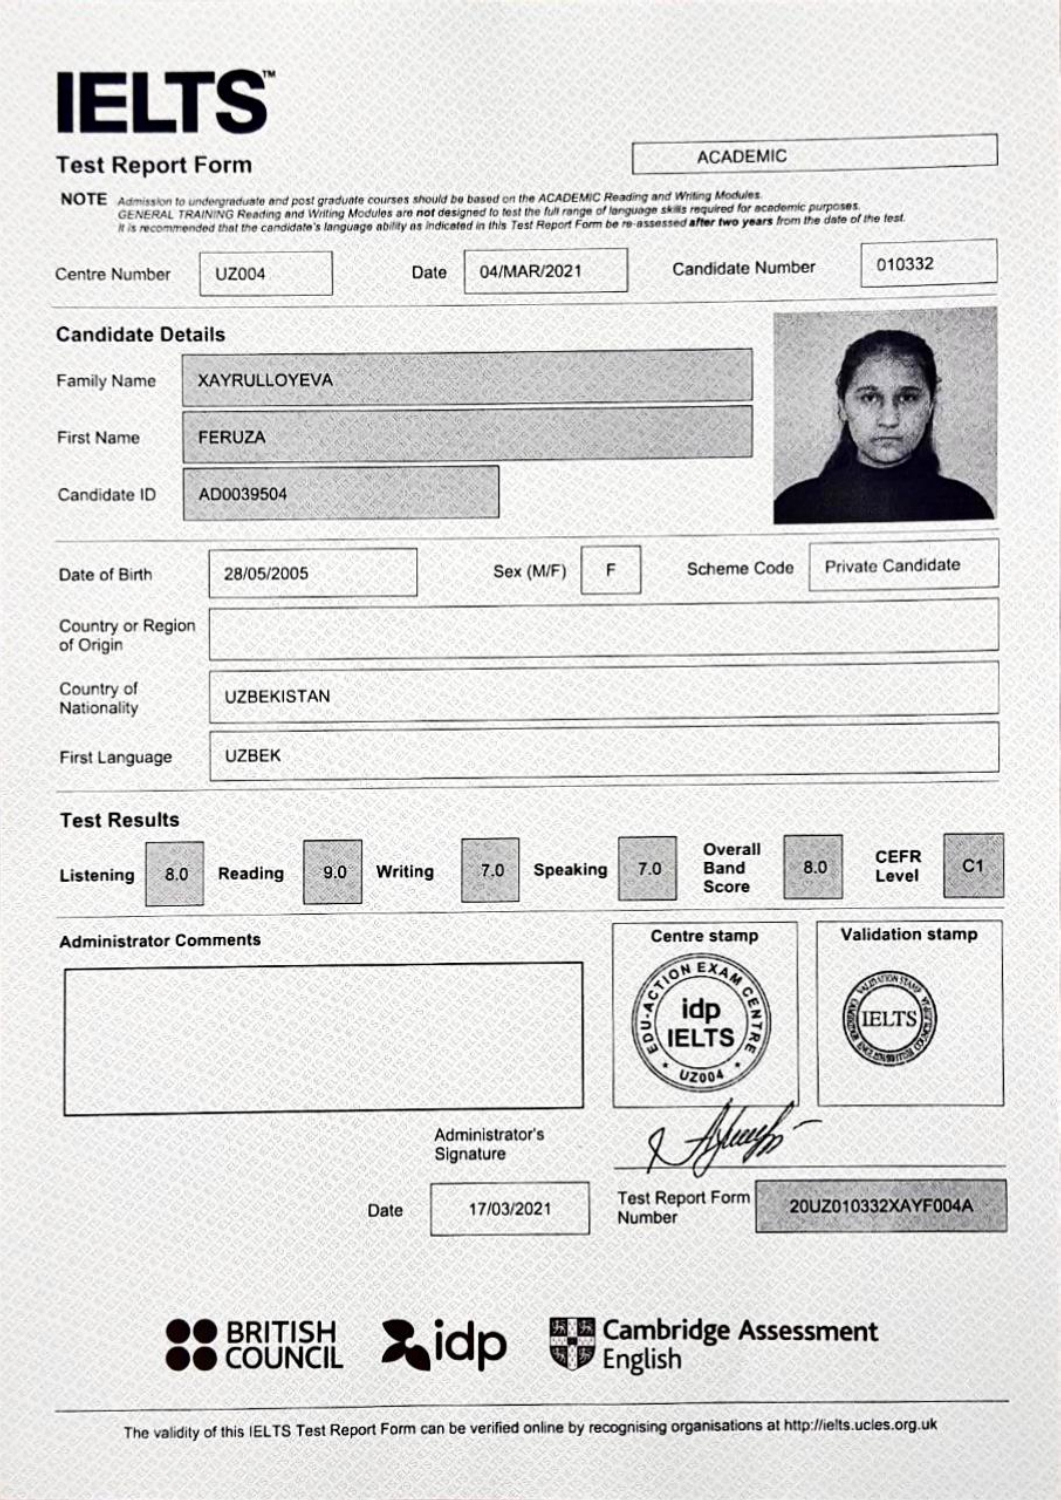 IELTS™
Test Report Form
ACADEMIC
NOTE Admission to undergraduate and post graduate courses should be based on the ACADEMIC Reading and Writing Modules.
GENERAL TRAINING Reading and Writing Modules are not designed to test the full range of language skills required for academic purposes.
It is recommended that the candidate's language ability as indicated in this Test Report Form be re-assessed after two years from the date of the test.
Centre Number UZ004 Date 04/MAR/2021 Candidate Number 010332
Candidate Details
Family Name XAYRULLOYEVA
First Name FERUZA
Candidate ID AD0039504
Date of Birth 28/05/2005 Sex (M/F) F Scheme Code Private Candidate
Country or Region
of Origin
Country of
Nationality UZBEKISTAN
First Language UZBEK
Test Results
Listening 8.0 Reading 9.0 Writing 7.0 Speaking 7.0 Overall Band Score 8.0 CEFR Level C1
Administrator Comments
Centre stamp
Validation stamp
EDU-ACTION EXAM CENTRE
idp
IELTS
UZ004
VALIDATION STAMP
IELTS
Administrator's
Signature
Date 17/03/2021
Test Report Form
Number 20UZ010332XAYF004A
BRITISH
COUNCIL
idp
Cambridge Assessment
English
The validity of this IELTS Test Report Form can be verified online by recognising organisations at http://ielts.ucles.org.uk